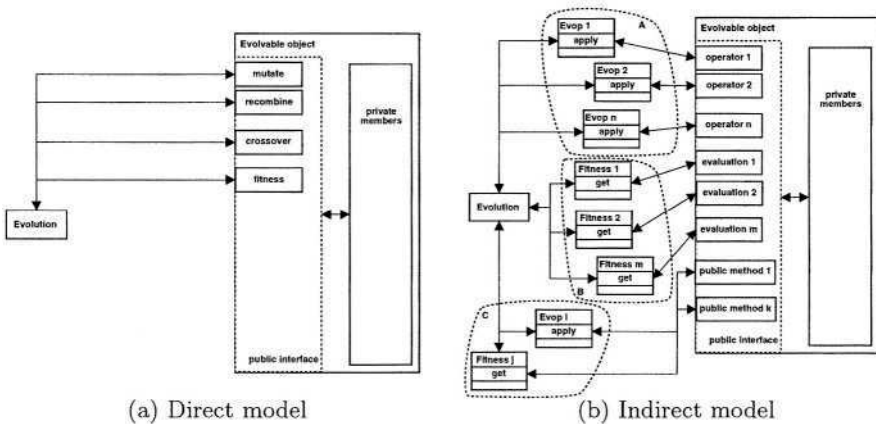 Evolvable object
mutate
recombine
crossover
fitness
Evolution
private
members
public interface
(a) Direct model
Evop 1
apply
A
Evop 2
apply
Evop n
apply
Fitness 1
get
Evolution
Fitness 2
get
Fitness m
get
B
C
Evop i
apply
Fitness j
get
Evolvable object
operator 1
operator 2
operator n
evaluation 1
evaluation 2
evaluation m
public method 1
public method k
public interface
private
members
(b) Indirect model